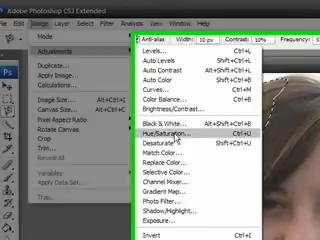 Adobe Photoshop CS3 Extended
File Edit Image Layer Select Filter View Window Help
Anti-alias Width: 10 px Contrast: 10% Frequency: 57
Mode
Adjustments
Duplicate...
Apply Image...
Calculations...
Image Size... Alt+Ctrl+I
Canvas Size... Alt+Ctrl+C
Pixel Aspect Ratio
Rotate Canvas
Crop
Trim...
Reveal All
Variables
Apply Data Set...
Trap...
Levels... Ctrl+L
Auto Levels Shift+Ctrl+L
Auto Contrast Alt+Shift+Ctrl+L
Auto Color Shift+Ctrl+B
Curves... Ctrl+M
Color Balance... Ctrl+B
Brightness/Contrast...
Black & White... Alt+Shift+Ctrl+B
Hue/Saturation... Ctrl+U
Desaturate Shift+Ctrl+U
Match Color...
Replace Color...
Selective Color...
Channel Mixer...
Gradient Map...
Photo Filter...
Shadow/Highlight...
Exposure...
Invert Ctrl+I
Ps